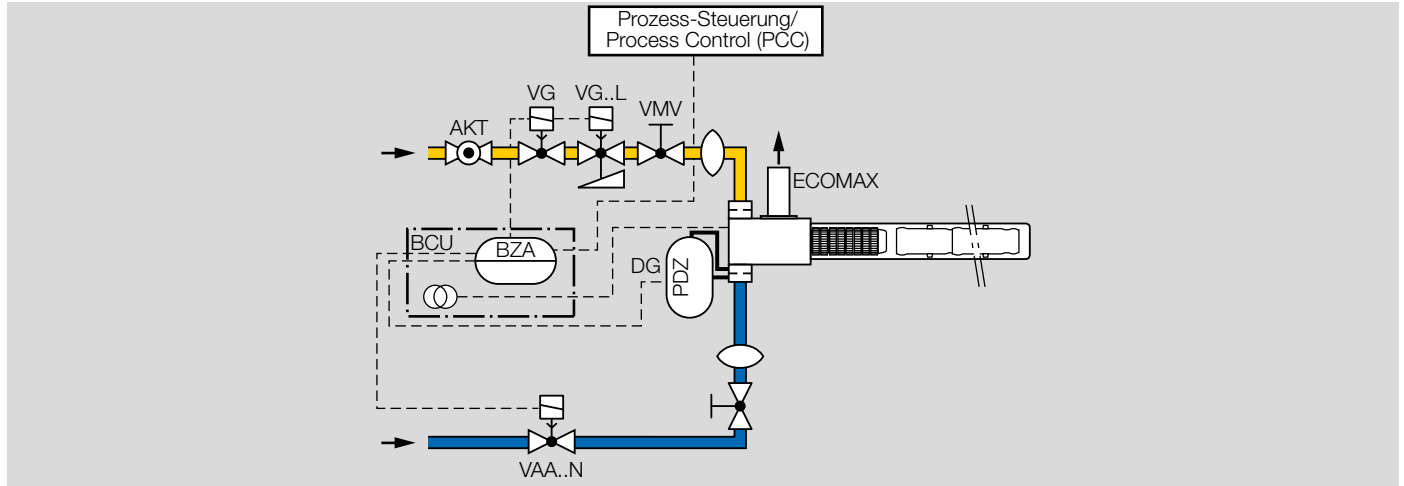 Prozess-Steuerung/
Process Control (PCC)
VG
VG..L
VMV
AKT
ECOMAX
BCU
BZA
DG
PDZ
VAA..N